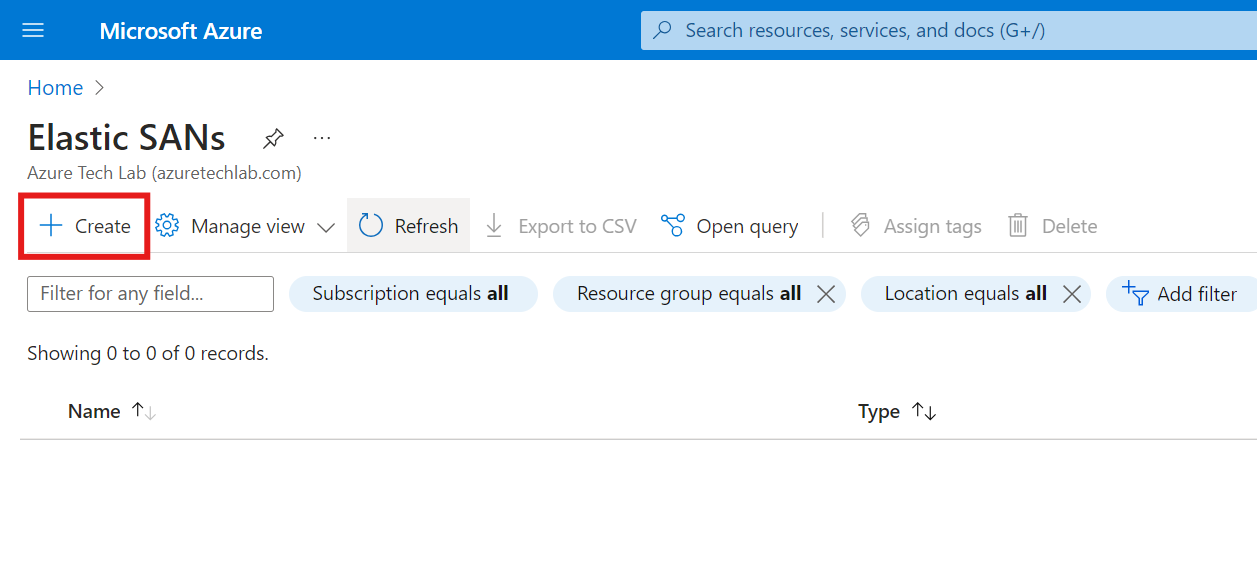 Microsoft Azure
Search resources, services, and docs (G+/)
Home
Elastic SANs
Azure Tech Lab (azuretechlab.com)
Create Manage view Refresh Export to CSV Open query Assign tags Delete
Filter for any field... Subscription equals all Resource group equals all Location equals all Add filter
Showing 0 to 0 of 0 records.
Name Type